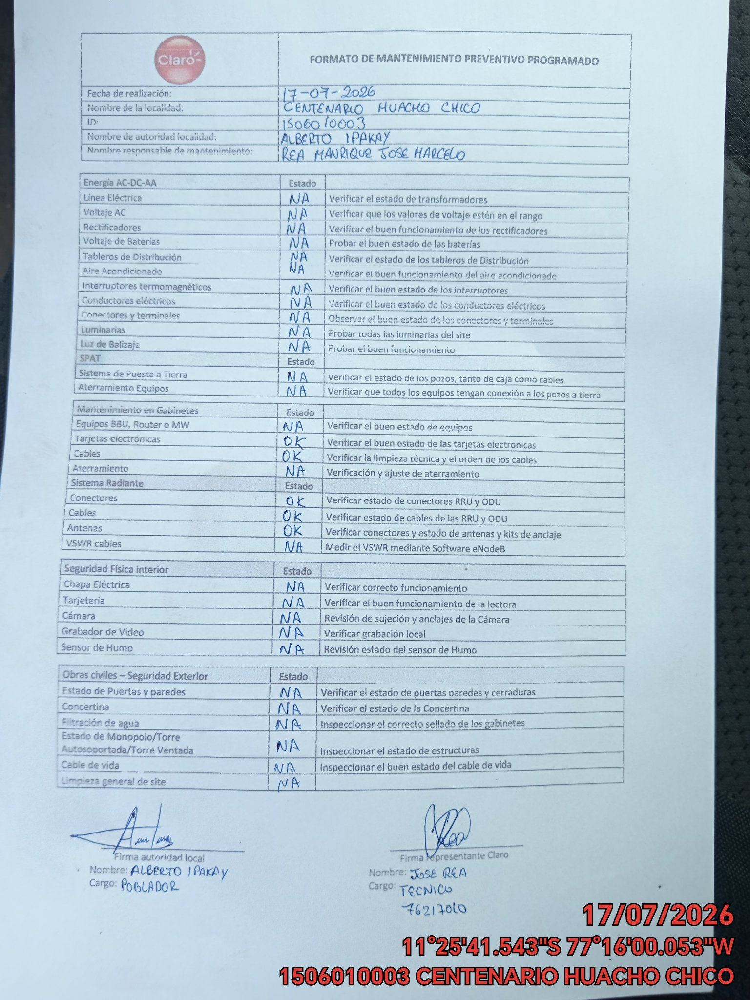 Claro
FORMATO DE MANTENIMIENTO PREVENTIVO PROGRAMADO
Fecha de realización: 17-07-2026
Nombre de la localidad: CENTENARIO HUACHO CHICO
ID: 1506010003
Nombre de autoridad localidad: ALBERTO IPAKAY
Nombre responsable de mantenimiento: REA MANRIQUE JOSE MARCELO
Energía AC-DC-AA Estado
Línea Eléctrica NA Verificar el estado de transformadores
Voltaje AC NA Verificar que los valores de voltaje estén en el rango
Rectificadores NA Verificar el buen funcionamiento de los rectificadores
Voltaje de Baterías NA Probar el buen estado de las baterías
Tableros de Distribución NA Verificar el estado de los tableros de Distribución
Aire Acondicionado NA Verificar el buen funcionamiento del aire acondicionado
Interruptores termomagnéticos NA Verificar el buen estado de los interruptores
Conductores eléctricos NA Verificar el buen estado de los conductores eléctricos
Conectores y terminales NA Observar el buen estado de los conectores y terminales
Luminarias NA Probar todas las luminarias del site
Luz de Balizaje NA Probar el buen funcionamiento
SPAT Estado
Sistema de Puesta a Tierra NA Verificar el estado de los pozos, tanto de caja como cables
Aterramiento Equipos NA Verificar que todos los equipos tengan conexión a los pozos a tierra
Mantenimiento en Gabinetes Estado
Equipos BBU, Router o MW NA Verificar el buen estado de equipos
Tarjetas electrónicas OK Verificar el buen estado de las tarjetas electrónicas
Cables OK Verificar la limpieza técnica y el orden de los cables
Aterramiento NA Verificación y ajuste de aterramiento
Sistema Radiante Estado
Conectores OK Verificar estado de conectores RRU y ODU
Cables OK Verificar estado de cables de las RRU y ODU
Antenas OK Verificar conectores y estado de antenas y kits de anclaje
VSWR cables NA Medir el VSWR mediante Software eNodeB
Seguridad Física interior Estado
Chapa Eléctrica NA Verificar correcto funcionamiento
Tarjetería NA Verificar el buen funcionamiento de la lectora
Cámara NA Revisión de sujeción y anclajes de la Cámara
Grabador de Video NA Verificar grabación local
Sensor de Humo NA Revisión estado del sensor de Humo
Obras civiles – Seguridad Exterior Estado
Estado de Puertas y paredes NA Verificar el estado de puertas paredes y cerraduras
Concertina NA Verificar el estado de la Concertina
Filtración de agua NA Inspeccionar el correcto sellado de los gabinetes
Estado de Monopolo/Torre
Autosoportada/Torre Ventada NA Inspeccionar el estado de estructuras
Cable de vida NA Inspeccionar el buen estado del cable de vida
Limpieza general de site NA
Rea
Firma autoridad local
Nombre: ALBERTO IPAKAY
Cargo: POBLADOR
Firma representante Claro
Nombre: JOSE REA
Cargo: TECNICO
76217010
17/07/2026
11°25'41.543"S 77°16'00.053"W
1506010003 CENTENARIO HUACHO CHICO